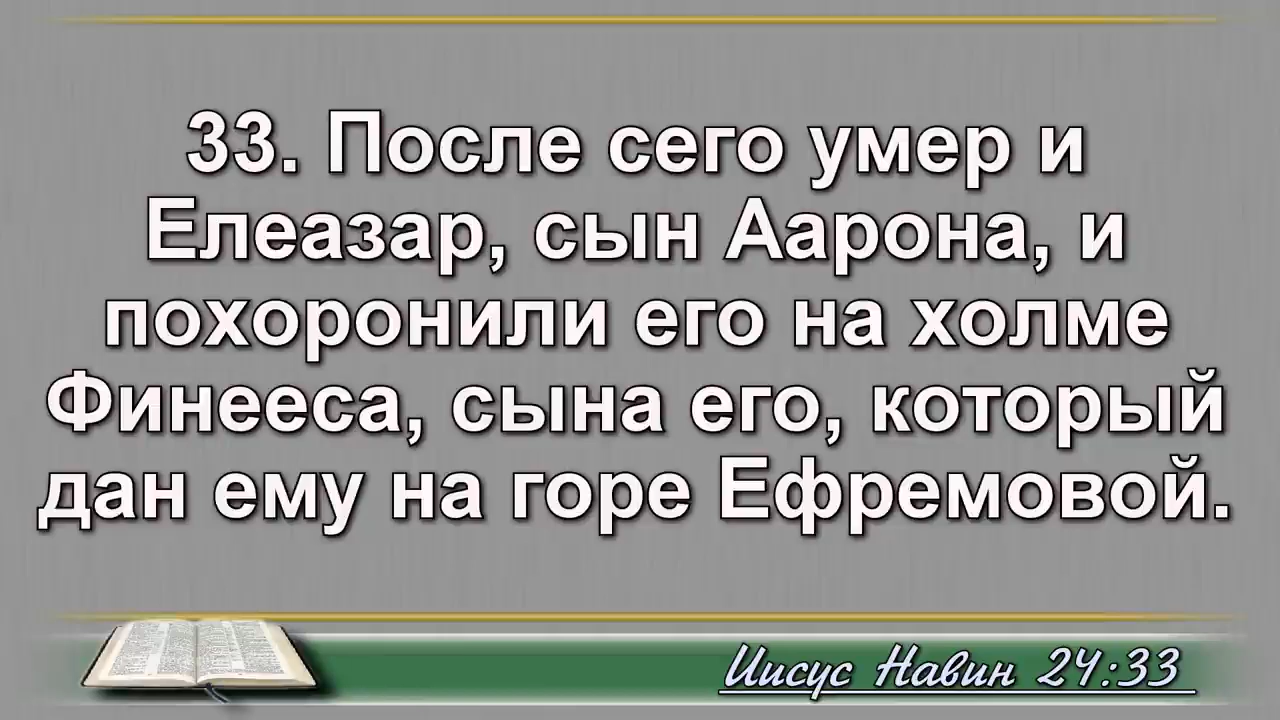 33. После сего умер и
Елеазар, сын Аарона, и
похоронили его на холме
Финееса, сына его, который
дан ему на горе Ефремовой.
Иисус Навин 24:33